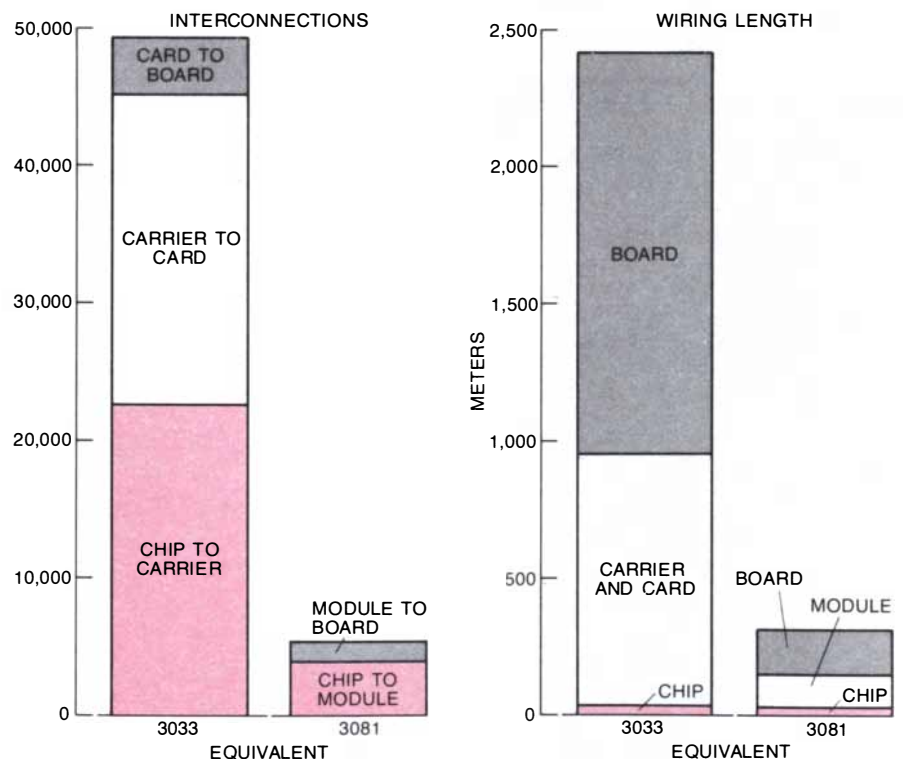 INTERCONNECTIONS
50,000
40,000
30,000
20,000
10,000
0
CARD TO
BOARD
CARRIER TO
CARD
CHIP TO
CARRIER
MODULE TO
BOARD
CHIP TO
MODULE
3033
3081
EQUIVALENT
WIRING LENGTH
2,500
2,000
1,500
1,000
500
0
METERS
BOARD
CARRIER
AND CARD
CHIP
BOARD
MODULE
CHIP
3033
3081
EQUIVALENT